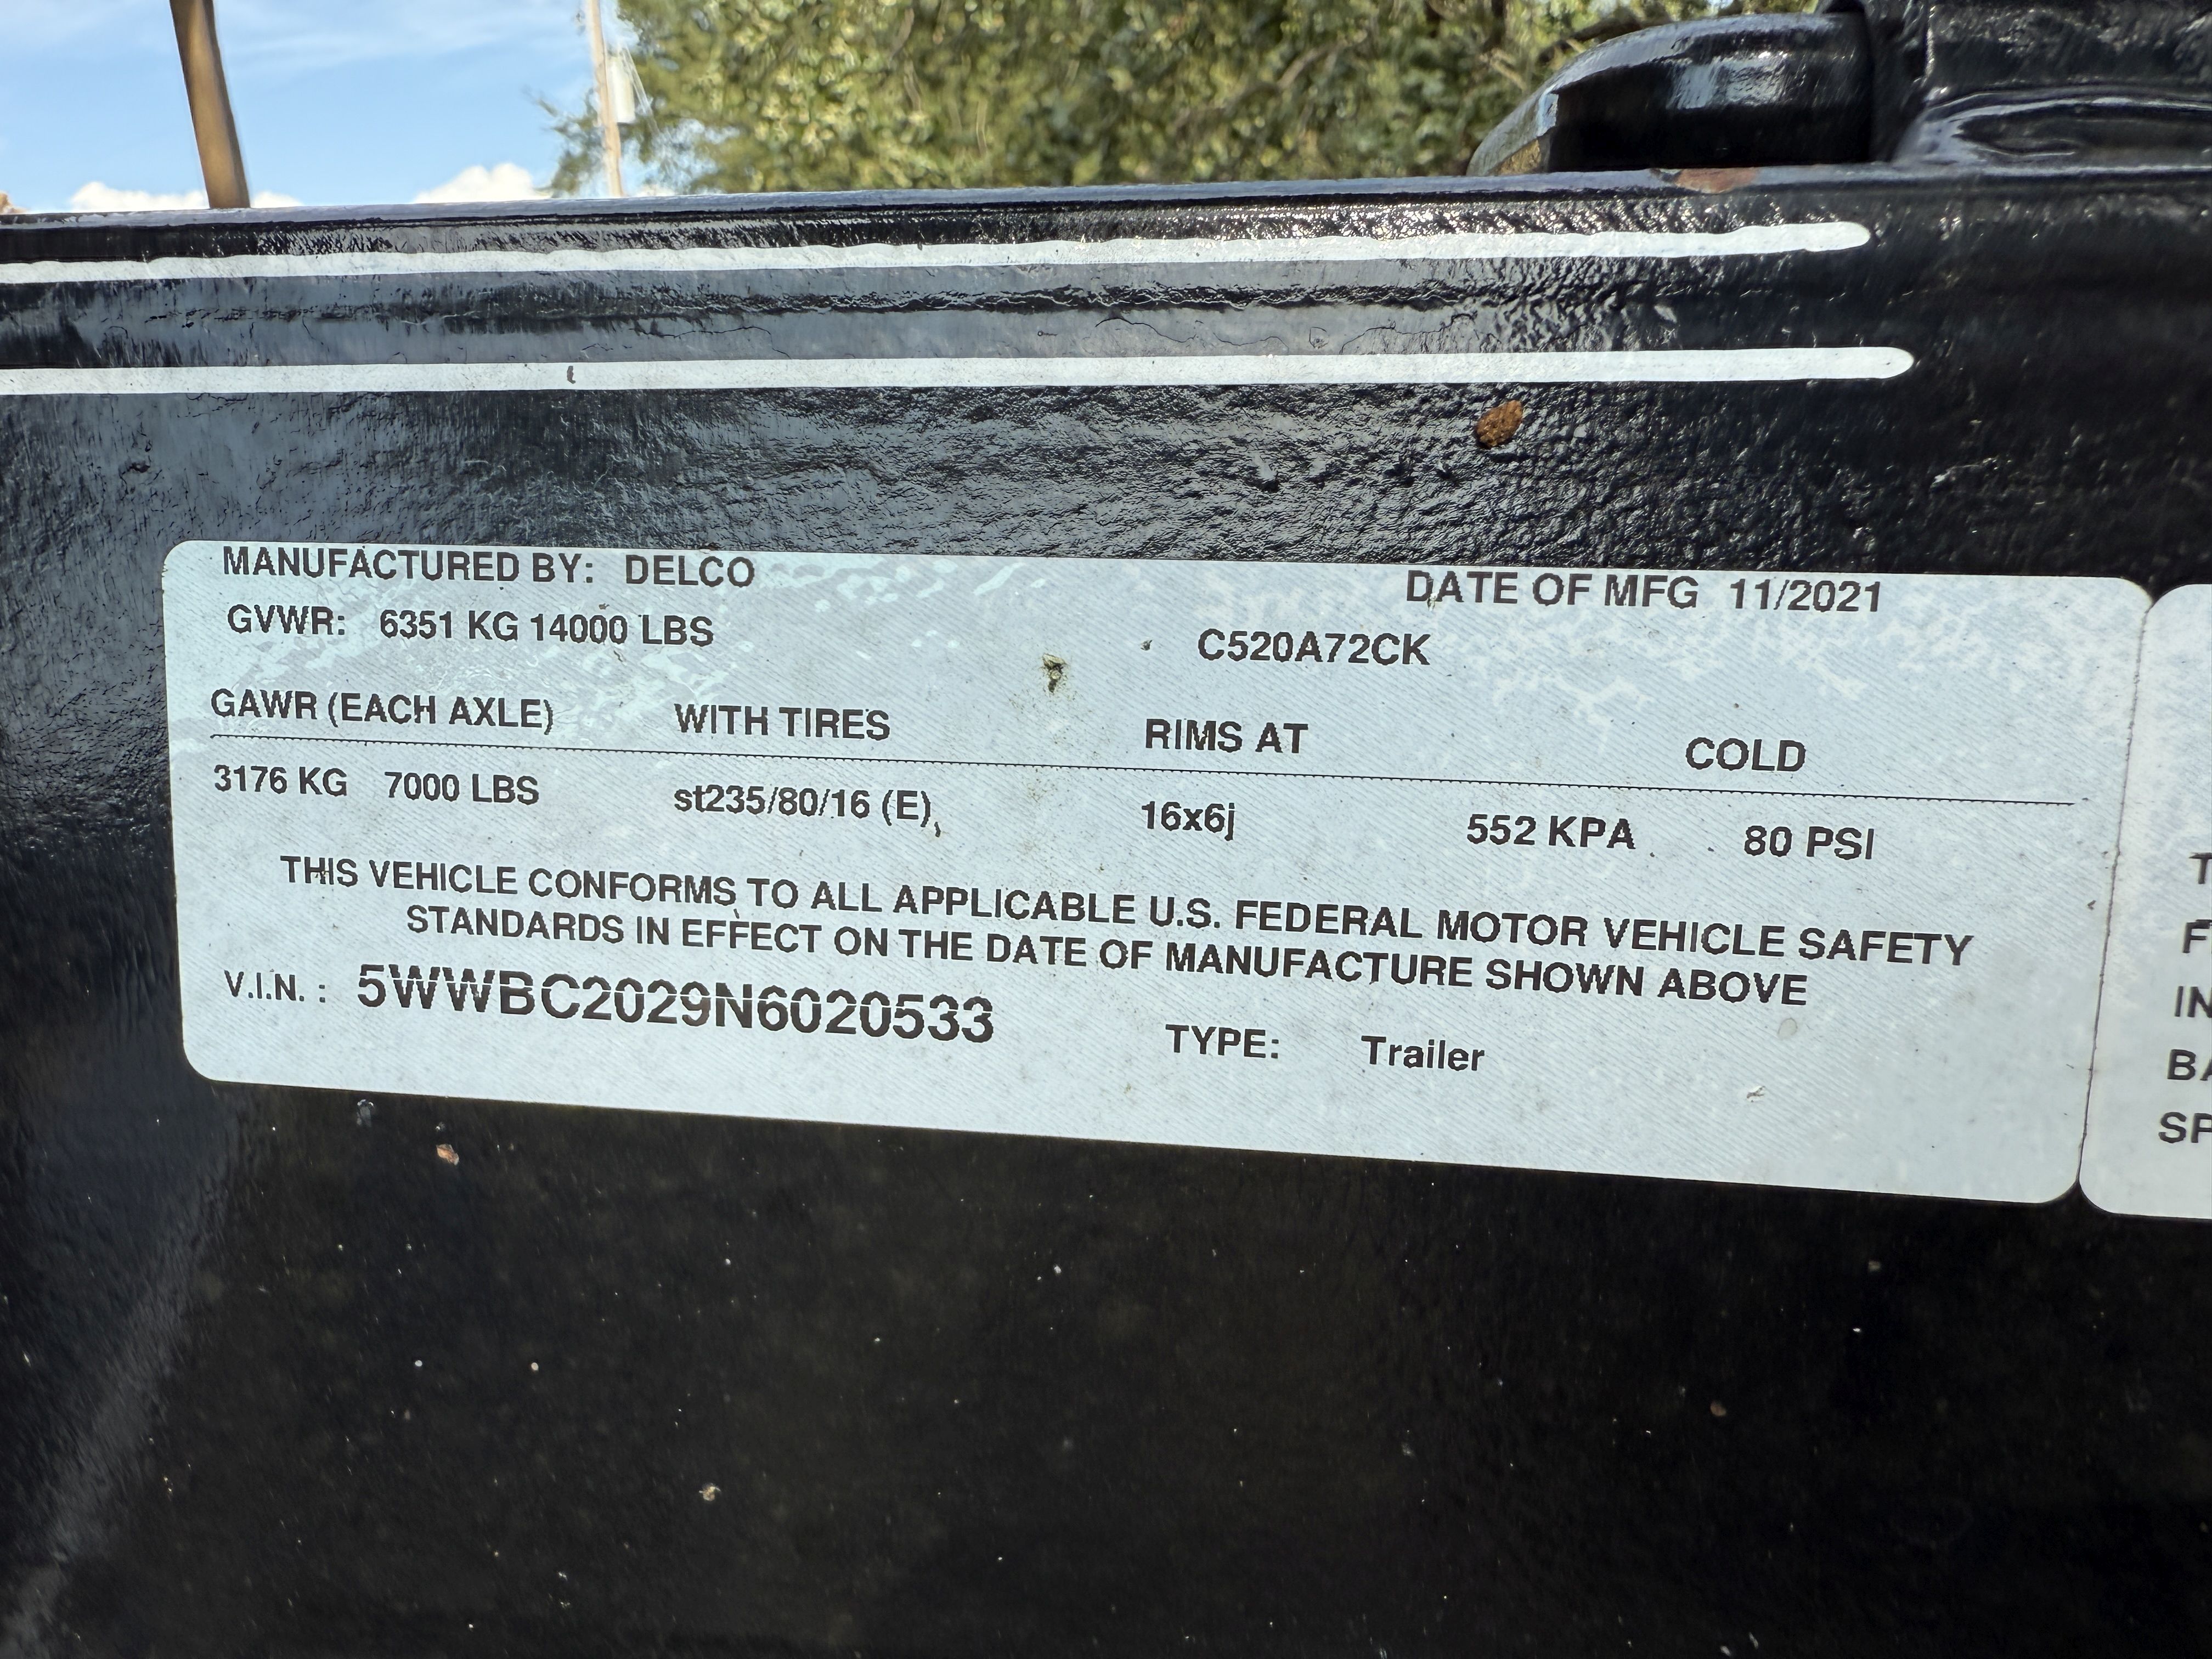 MANUFACTURED BY: DELCO
DATE OF MFG 11/2021
GVWR: 6351 KG 14000 LBS
C520A72CK
GAWR (EACH AXLE) WITH TIRES RIMS AT COLD
3176 KG 7000 LBS st235/80/16 (E), 16x6j 552 KPA 80 PSI
THIS VEHICLE CONFORMS TO ALL APPLICABLE U.S. FEDERAL MOTOR VEHICLE SAFETY
STANDARDS IN EFFECT ON THE DATE OF MANUFACTURE SHOWN ABOVE
V.I.N. : 5WWBC2029N6020533
TYPE: Trailer